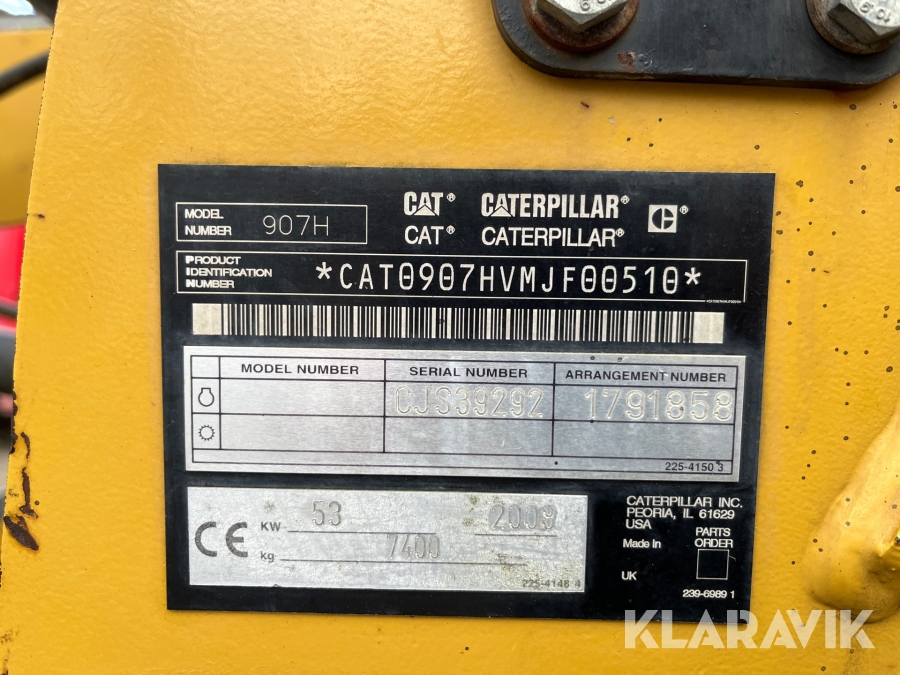 MODEL NUMBER 907H
CAT® CATERPILLAR® C®
CAT® CATERPILLAR®
PRODUCT IDENTIFICATION NUMBER *CAT0907HVMJF00510*
MODEL NUMBER SERIAL NUMBER ARRANGEMENT NUMBER
CJS39292 1791858
225-4150 3
CE
KW 53 2009
kg 7400
225-4148 4
CATERPILLAR INC.
PEORIA, IL 61629
USA
Made in
UK
PARTS
ORDER
239-6989 1
KLARAVIK